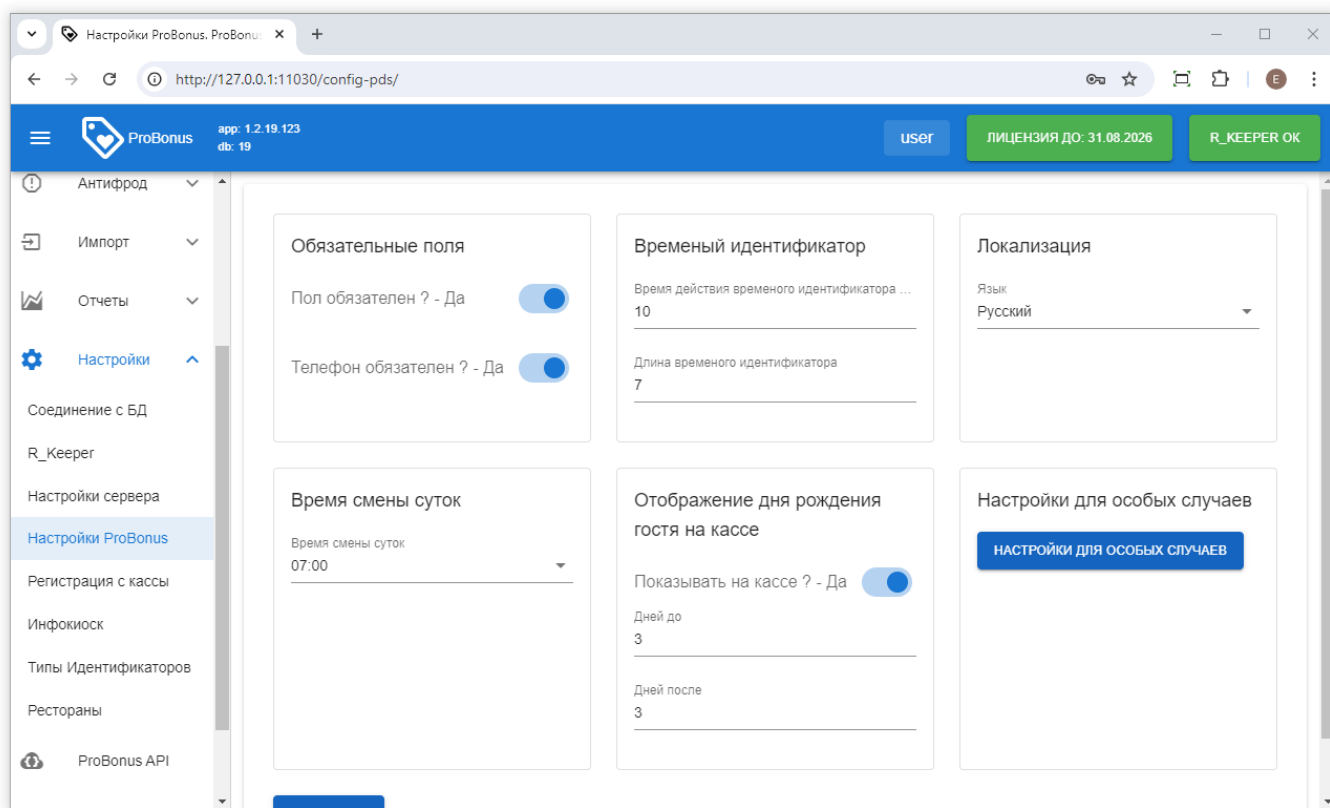 Настройки ProBonus. ProBonu
http://127.0.0.1:11030/config-pds/
E
ProBonus
app: 1.2.19.123
db: 19
user
ЛИЦЕНЗИЯ ДО: 31.08.2026
R_KEEPER OK
Антифрод
Импорт
Отчеты
Настройки
Соединение с БД
R_Keeper
Настройки сервера
Настройки ProBonus
Регистрация с кассы
Инфокиоск
Типы Идентификаторов
Рестораны
ProBonus API
Обязательные поля
Пол обязателен ? - Да
Телефон обязателен ? - Да
Временый идентификатор
Время действия временого идентификатора ...
10
Длина временого идентификатора
7
Локализация
Язык
Русский
Время смены суток
Время смены суток
07:00
Отображение дня рождения
гостя на кассе
Показывать на кассе ? - Да
Дней до
3
Дней после
3
Настройки для особых случаев
НАСТРОЙКИ ДЛЯ ОСОБЫХ СЛУЧАЕВ